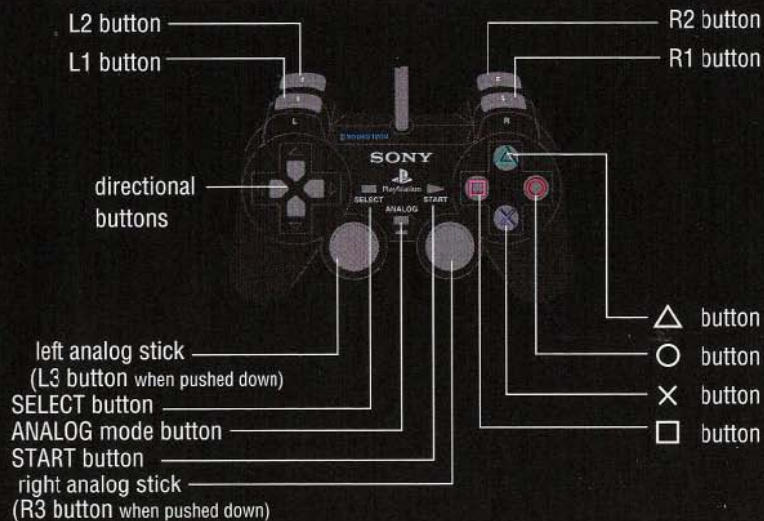 L2 button
L1 button
R2 button
R1 button
L
R
SONY
PlayStation
SELECT
START
ANALOG
directional
buttons
left analog stick
(L3 button when pushed down)
SELECT button
ANALOG mode button
START button
right analog stick
(R3 button when pushed down)
△ button
○ button
✕ button
□ button